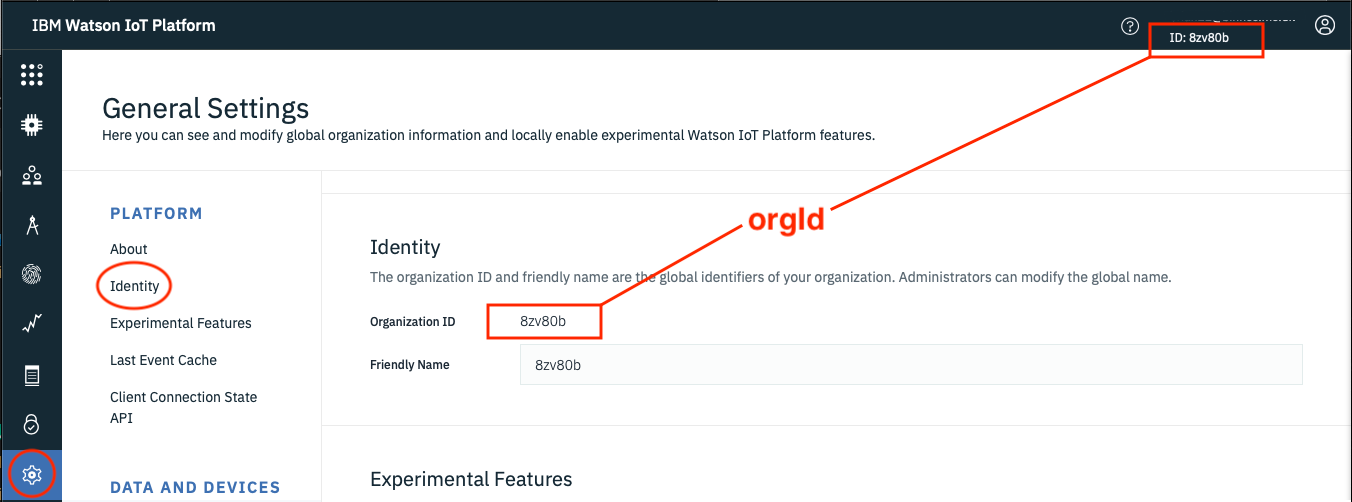 IBM Watson IoT Platform
ID: 8zv80b
General Settings
Here you can see and modify global organization information and locally enable experimental Watson IoT Platform features.
PLATFORM
About
Identity
Experimental Features
Last Event Cache
Client Connection State
API
DATA AND DEVICES
orgId
Identity
The organization ID and friendly name are the global identifiers of your organization. Administrators can modify the global name.
Organization ID 8zv80b
Friendly Name 8zv80b
Experimental Features